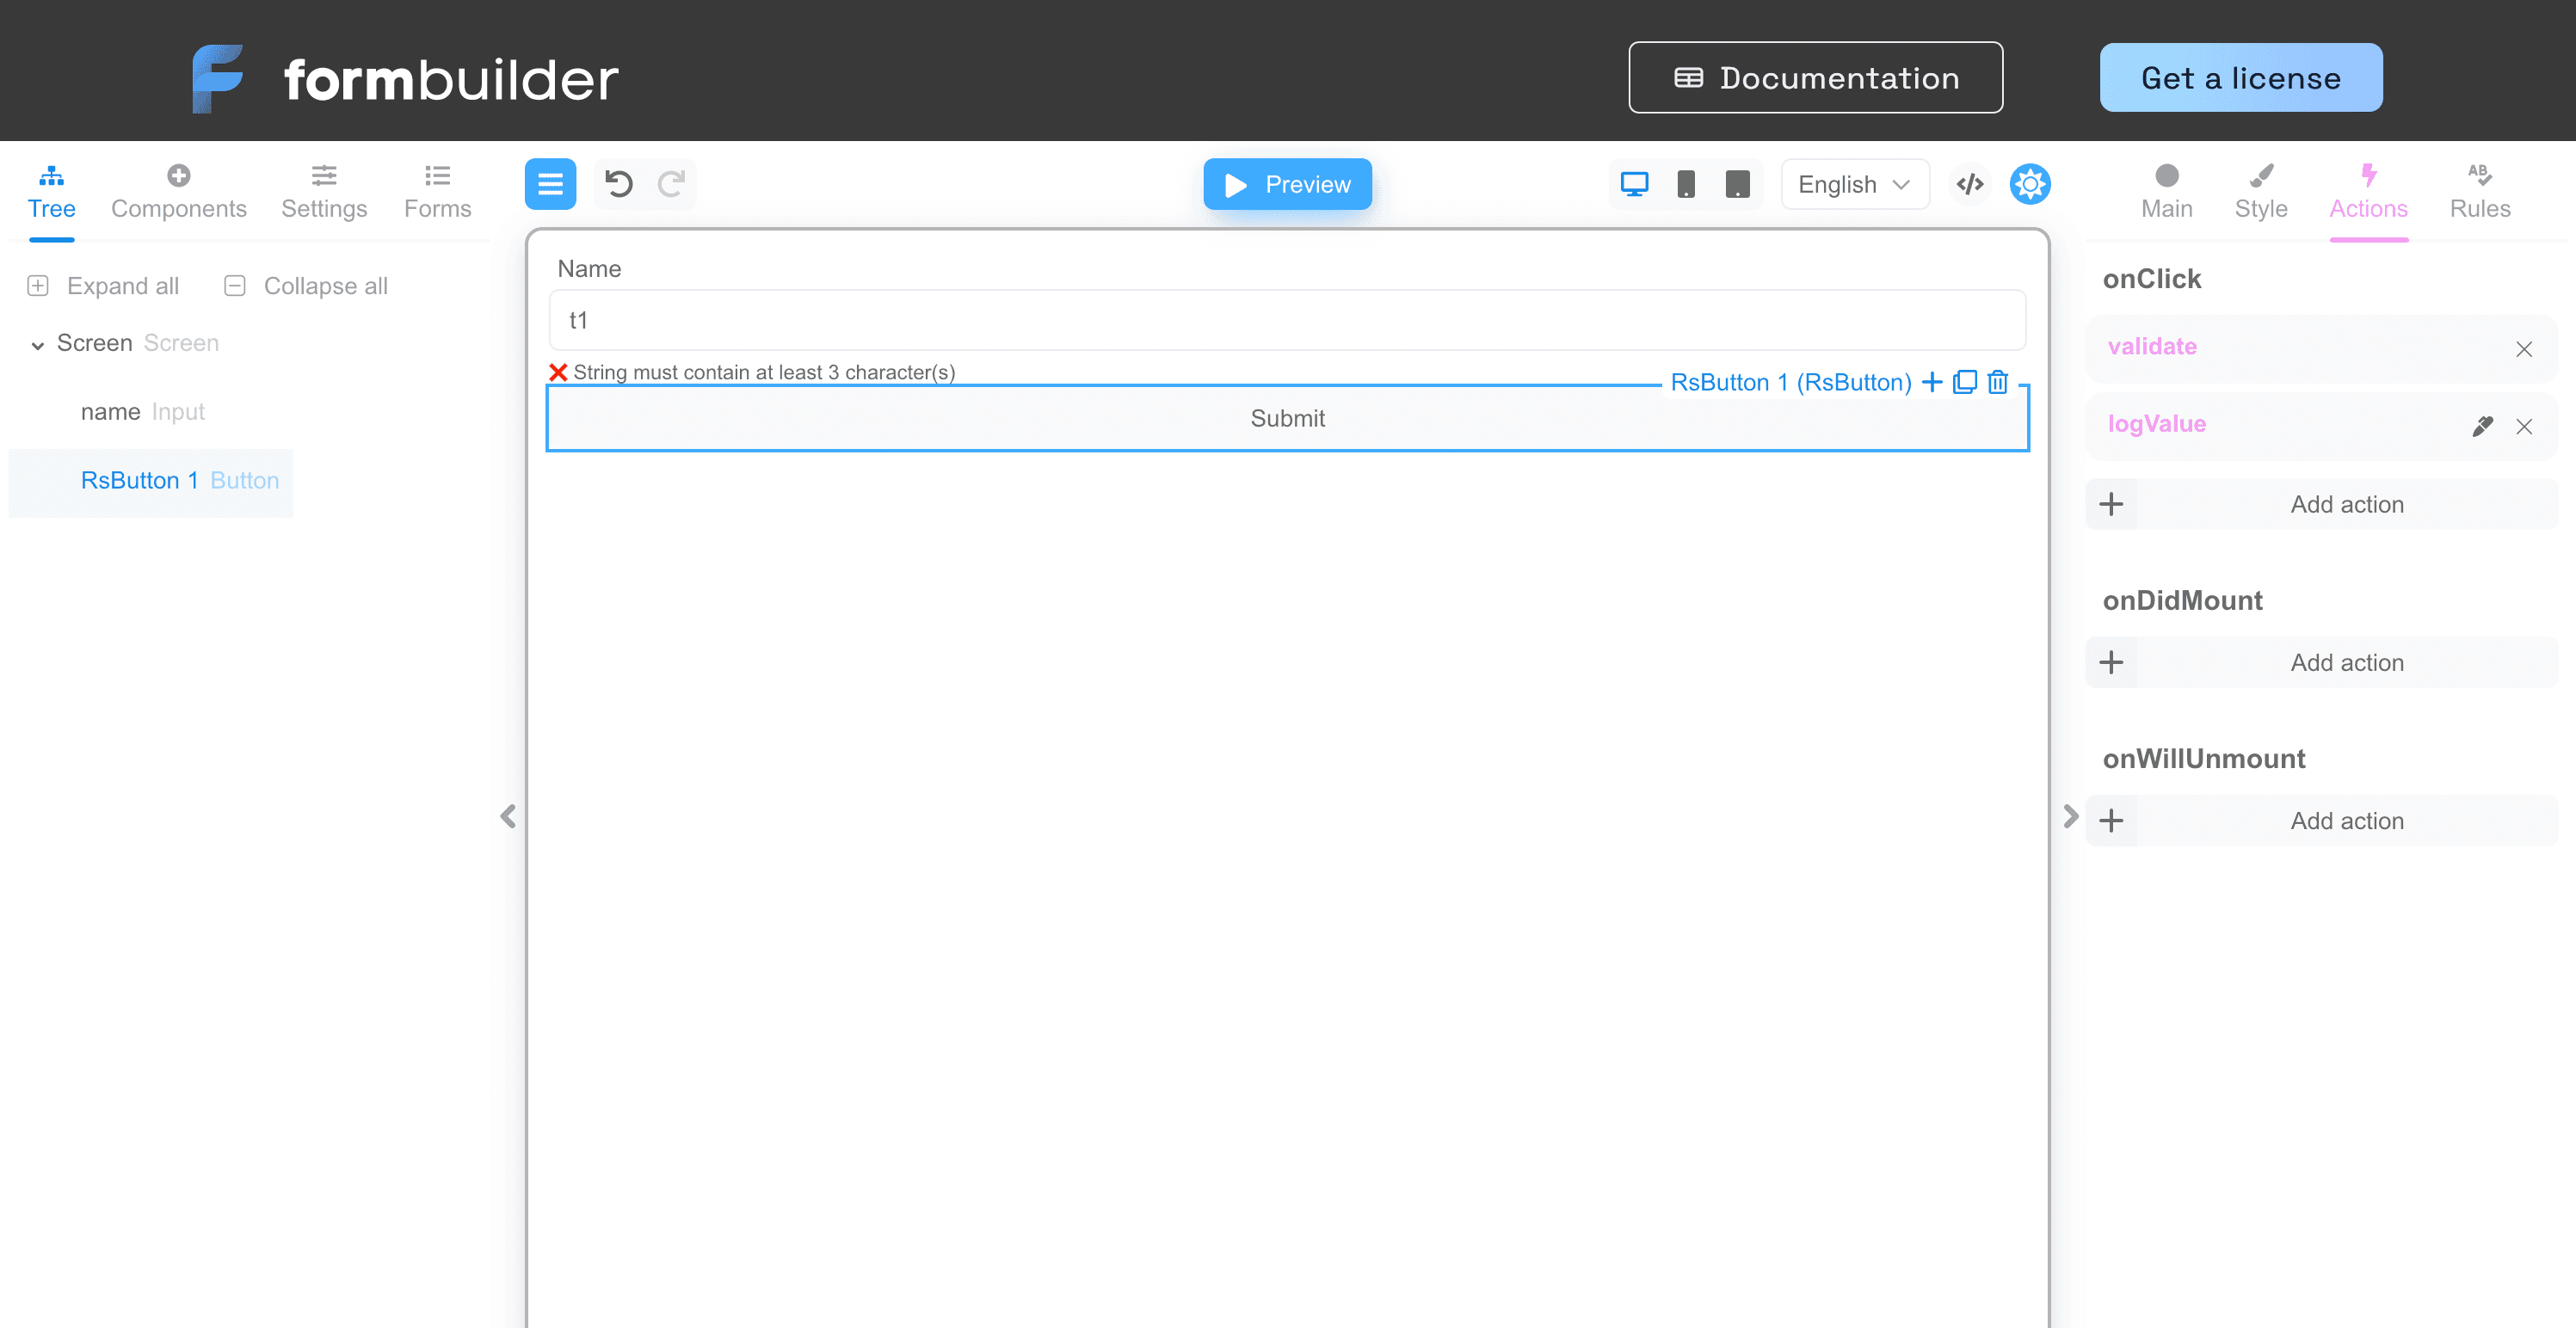 formbuilder
Documentation
Get a license
Tree
Components
Settings
Forms
Preview
English
Main
Style
Actions
AB
Rules
Expand all
Collapse all
Screen Screen
name Input
RsButton 1 Button
Name
t1
String must contain at least 3 character(s)
RsButton 1 (RsButton)
Submit
onClick
validate
logValue
Add action
onDidMount
Add action
onWillUnmount
Add action